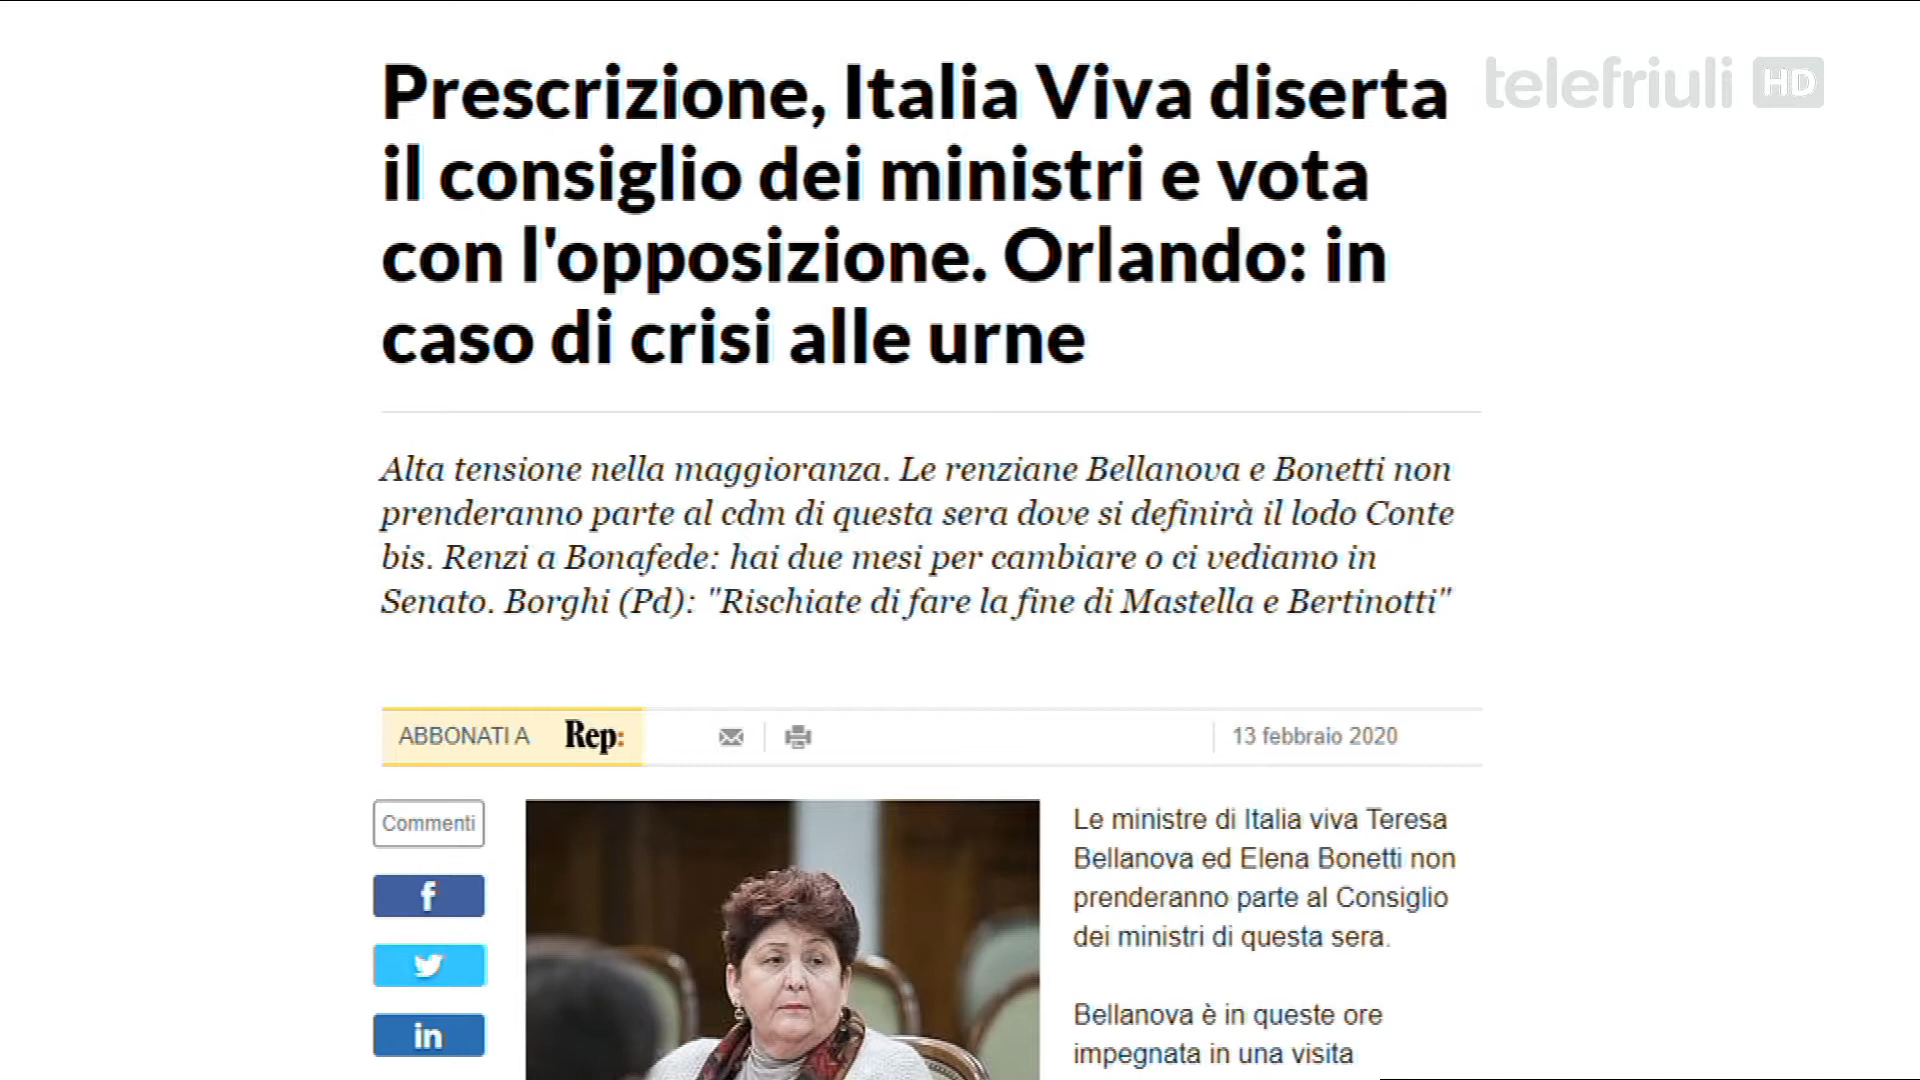 telefriuli HD
Prescrizione, Italia Viva diserta
il consiglio dei ministri e vota
con l'opposizione. Orlando: in
caso di crisi alle urne
Alta tensione nella maggioranza. Le renziane Bellanova e Bonetti non
prenderanno parte al cdm di questa sera dove si definirà il lodo Conte
bis. Renzi a Bonafede: hai due mesi per cambiare o ci vediamo in
Senato. Borghi (Pd): "Rischiate di fare la fine di Mastella e Bertinotti"
ABBONATI A Rep:
13 febbraio 2020
Commenti
f
in
Le ministre di Italia viva Teresa
Bellanova ed Elena Bonetti non
prenderanno parte al Consiglio
dei ministri di questa sera.
Bellanova è in queste ore
impegnata in una visita